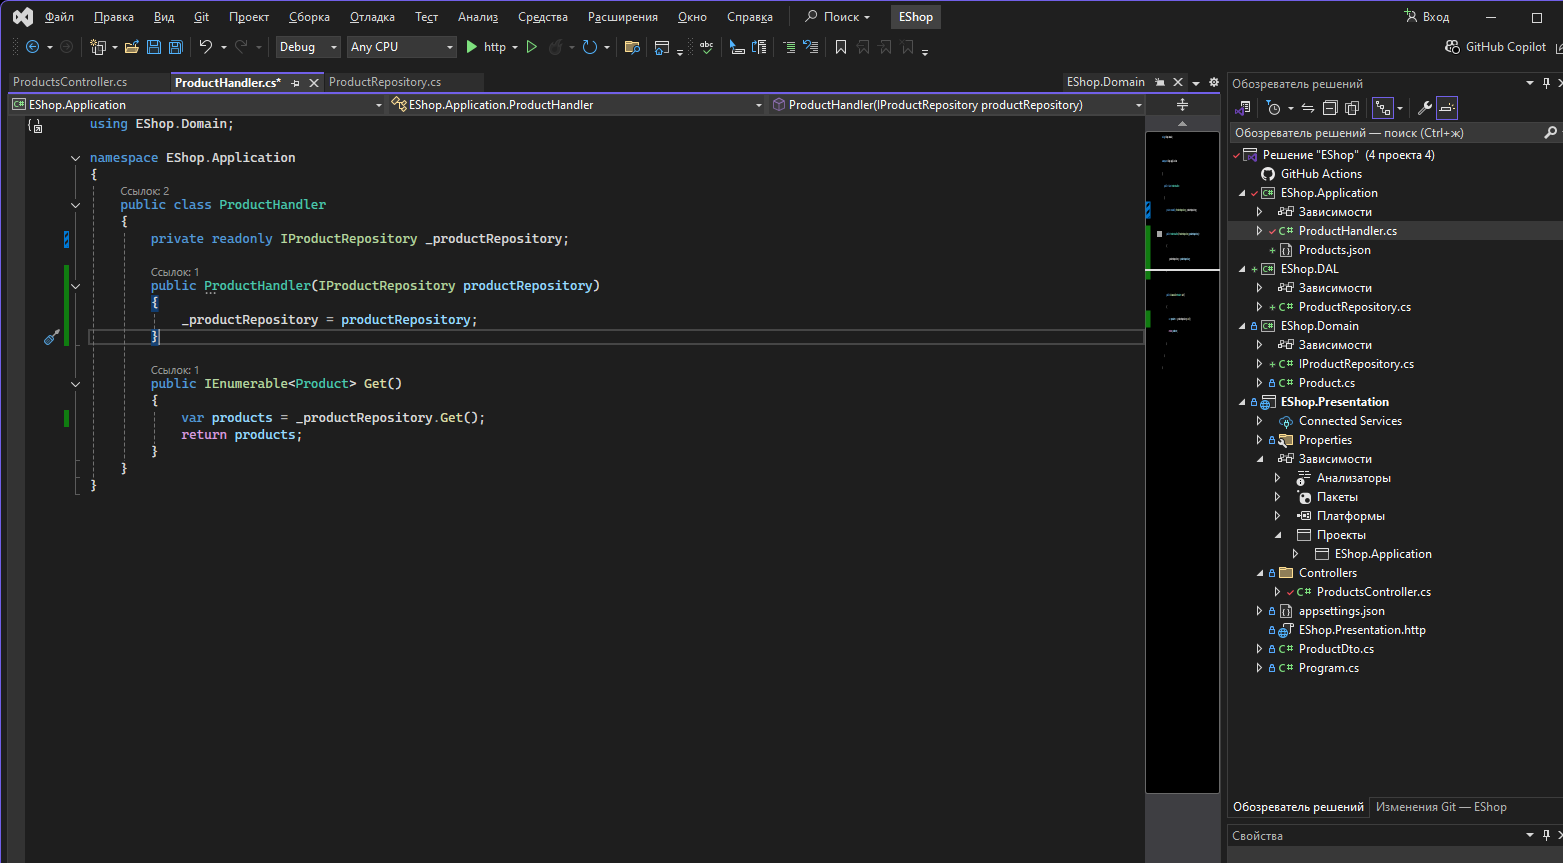 Файл Правка Вид Git Проект Сборка Отладка Тест Анализ Средства Расширения Окно Справка Поиск EShop Вход
Debug Any CPU http abc GitHub Copilot
ProductsController.cs ProductHandler.cs* ProductRepository.cs EShop.Domain
C# EShop.Application EShop.Application.ProductHandler ProductHandler(IProductRepository productRepository)
using EShop.Domain;
namespace EShop.Application
{
Ссылок: 2
public class ProductHandler
{
private readonly IProductRepository _productRepository;
Ссылок: 1
public ProductHandler(IProductRepository productRepository)
{
_productRepository = productRepository;
}
Ссылок: 1
public IEnumerable<Product> Get()
{
var products = _productRepository.Get();
return products;
}
}
}
Обозреватель решений
Обозреватель решений — поиск (Ctrl+ж)
Решение "EShop" (4 проекта 4)
GitHub Actions
C# EShop.Application
Зависимости
C# ProductHandler.cs
Products.json
C# EShop.DAL
Зависимости
C# ProductRepository.cs
C# EShop.Domain
Зависимости
C# IProductRepository.cs
C# Product.cs
EShop.Presentation
Connected Services
Properties
Зависимости
Анализаторы
Пакеты
Платформы
Проекты
EShop.Application
Controllers
C# ProductsController.cs
appsettings.json
EShop.Presentation.http
C# ProductDto.cs
C# Program.cs
Обозреватель решений Изменения Git — EShop
Свойства